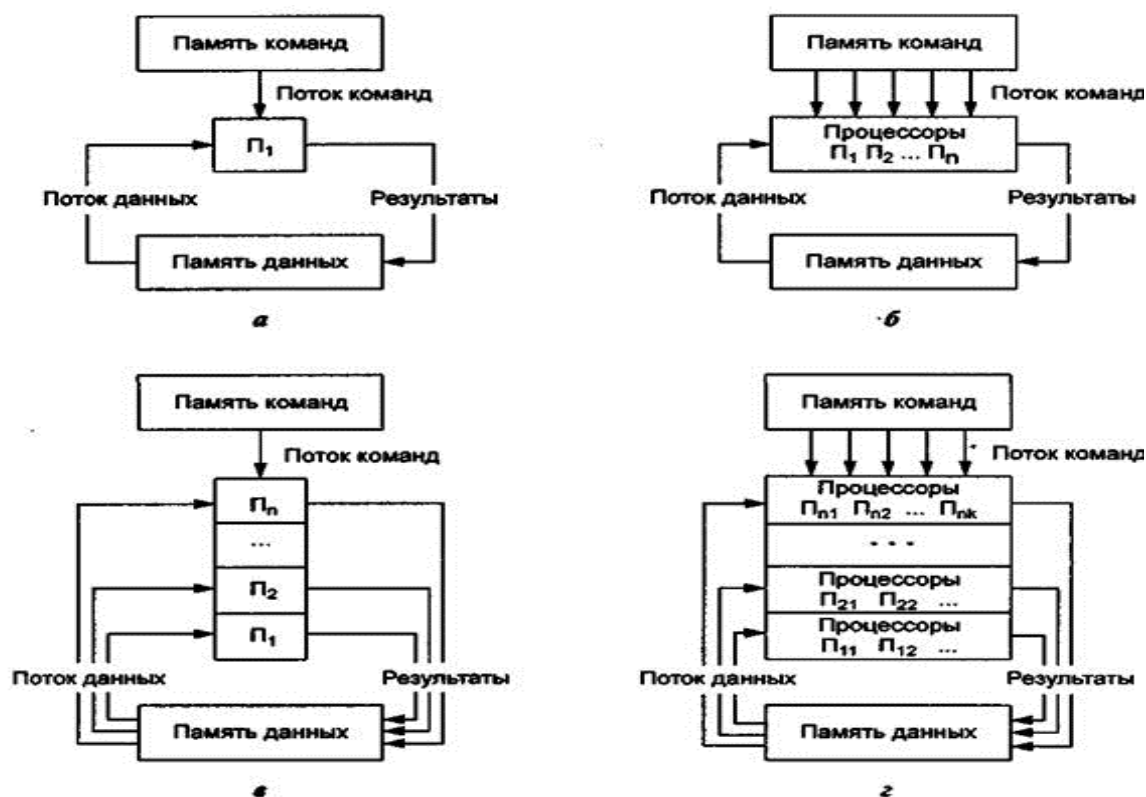 Память команд
Поток команд
П1
Поток данных
Результаты
Память данных
а
Память команд
Поток команд
Процессоры
П1 П2 ... Пn
Поток данных
Результаты
Память данных
б
Память команд
Поток команд
Пn
...
П2
П1
Поток данных
Результаты
Память данных
в
Память команд
Поток команд
Процессоры
Пn1 Пn2 ... Пnk
...
Процессоры
П21 П22 ...
Процессоры
П11 П12 ...
Поток данных
Результаты
Память данных
г